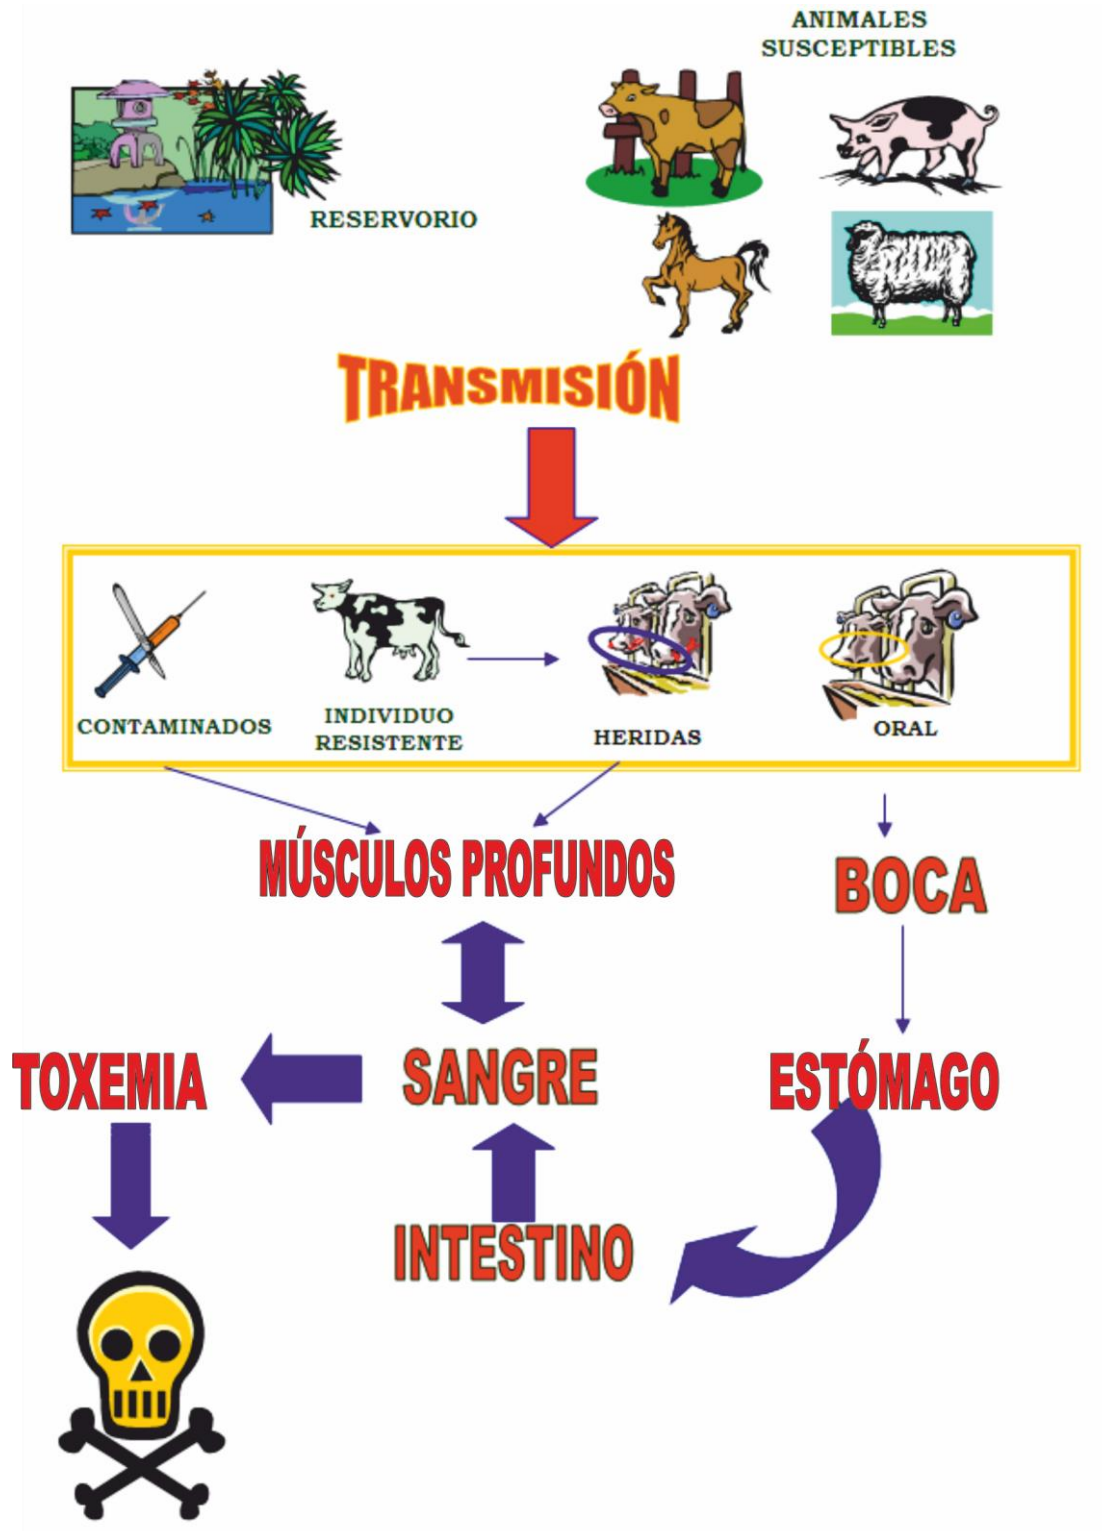 ANIMALES
SUSCEPTIBLES
RESERVORIO
TRANSMISIÓN
CONTAMINADOS
INDIVIDUO
RESISTENTE
HERIDAS
ORAL
MÚSCULOS PROFUNDOS
BOCA
TOXEMIA
SANGRE
ESTÓMAGO
INTESTINO